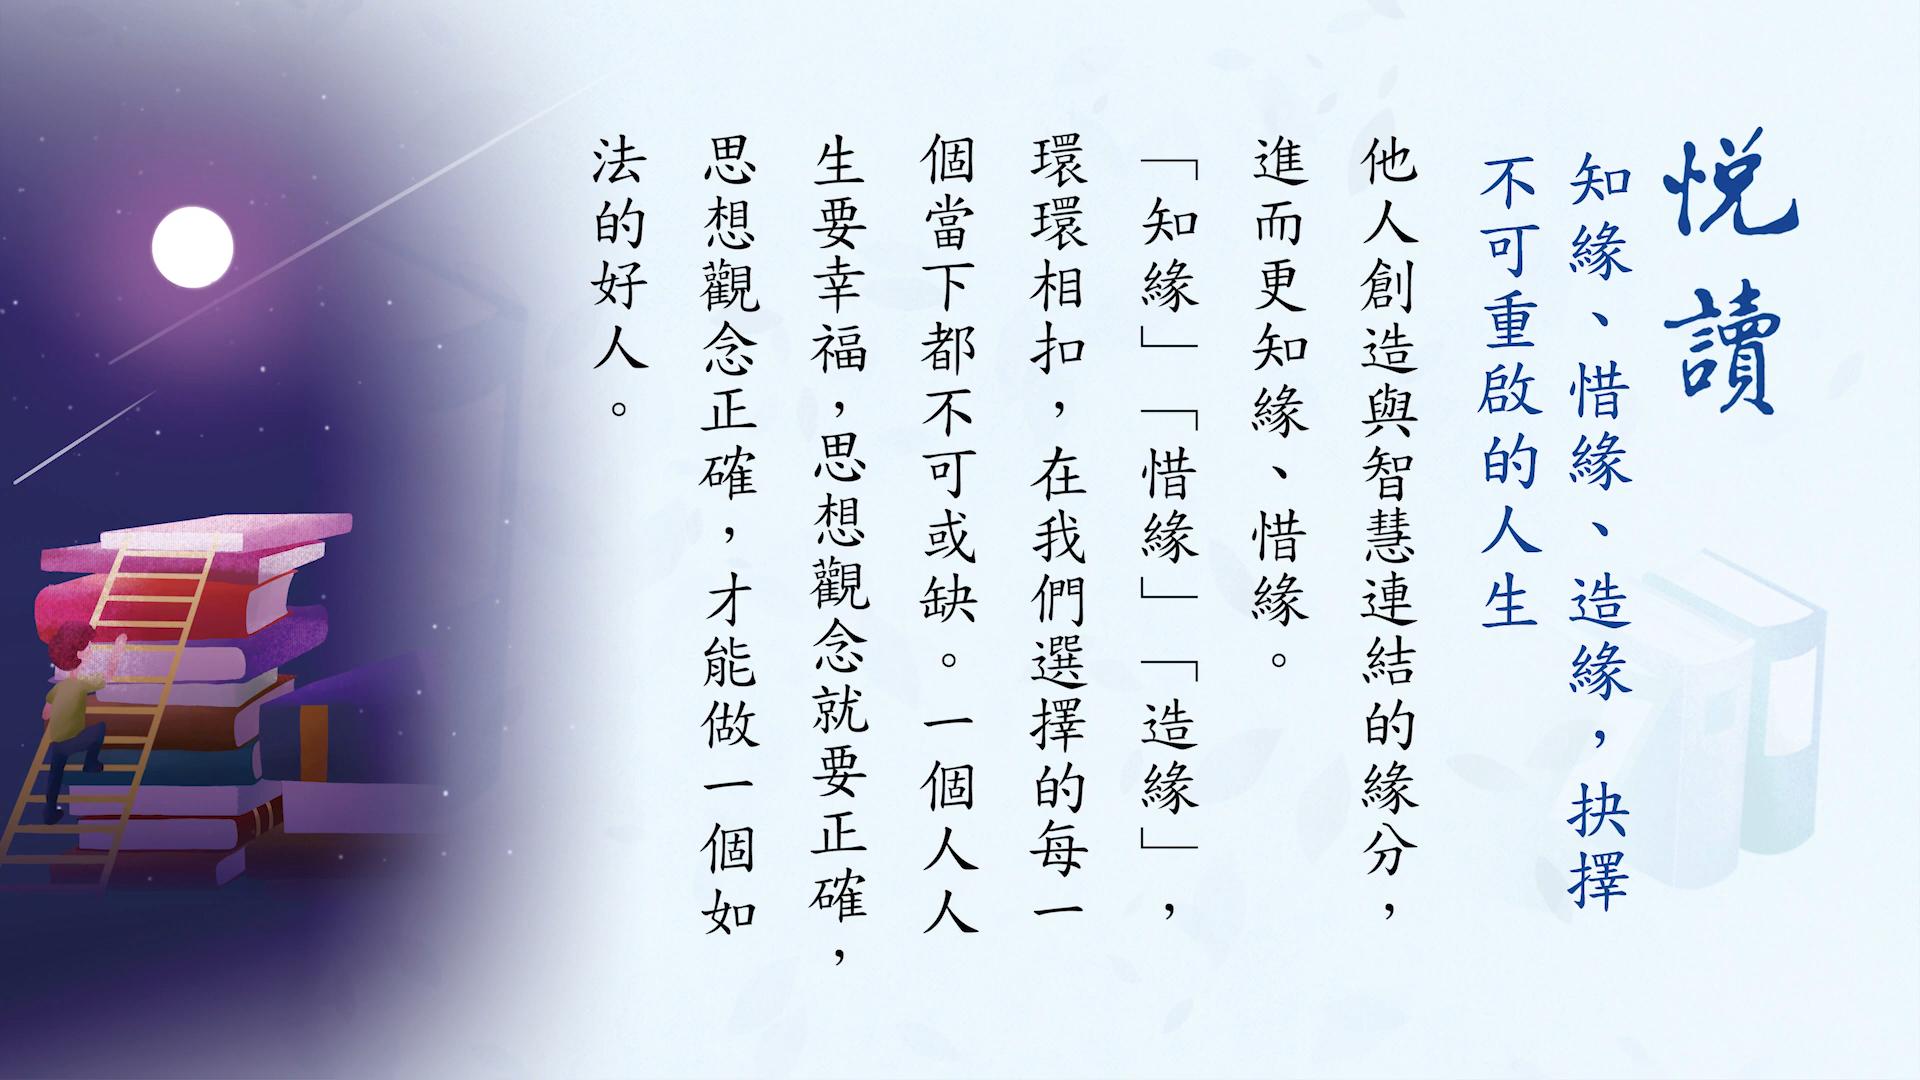 悅讀
知緣、惜緣、造緣，抉擇
不可重啟的人生
他人創造與智慧連結的緣分，
進而更知緣、惜緣。
「知緣」「惜緣」「造緣」，
環環相扣，在我們選擇的每一
個當下都不可或缺。一個人人
生要幸福，思想觀念就要正確，
思想觀念正確，才能做一個如
法的好人。